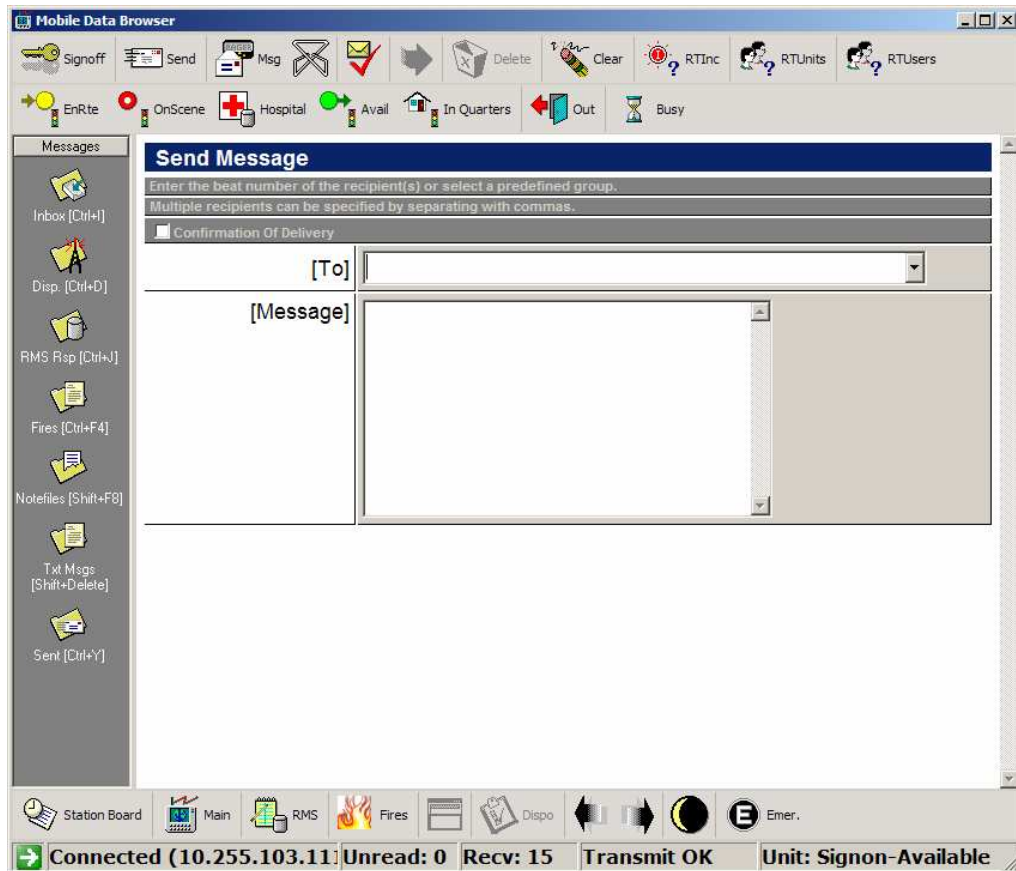 Mobile Data Browser
Signoff Send PAGER Msg Delete Clear RTInc RTUnits RTUsers
EnRte OnScene Hospital Avail In Quarters Out Busy
Messages
Inbox [Ctrl+I]
Disp. [Ctrl+D]
RMS Rsp [Ctrl+J]
Fires [Ctrl+F4]
Notefiles [Shift+F8]
Txt Msgs
[Shift+Delete]
Sent [Ctrl+Y]
Send Message
Enter the beat number of the recipient(s) or select a predefined group.
Multiple recipients can be specified by separating with commas.
Confirmation Of Delivery
[To]
[Message]
Station Board Main RMS Fires Dispo E Emer.
Connected (10.255.103.111 Unread: 0 Recv: 15 Transmit OK Unit: Signon-Available